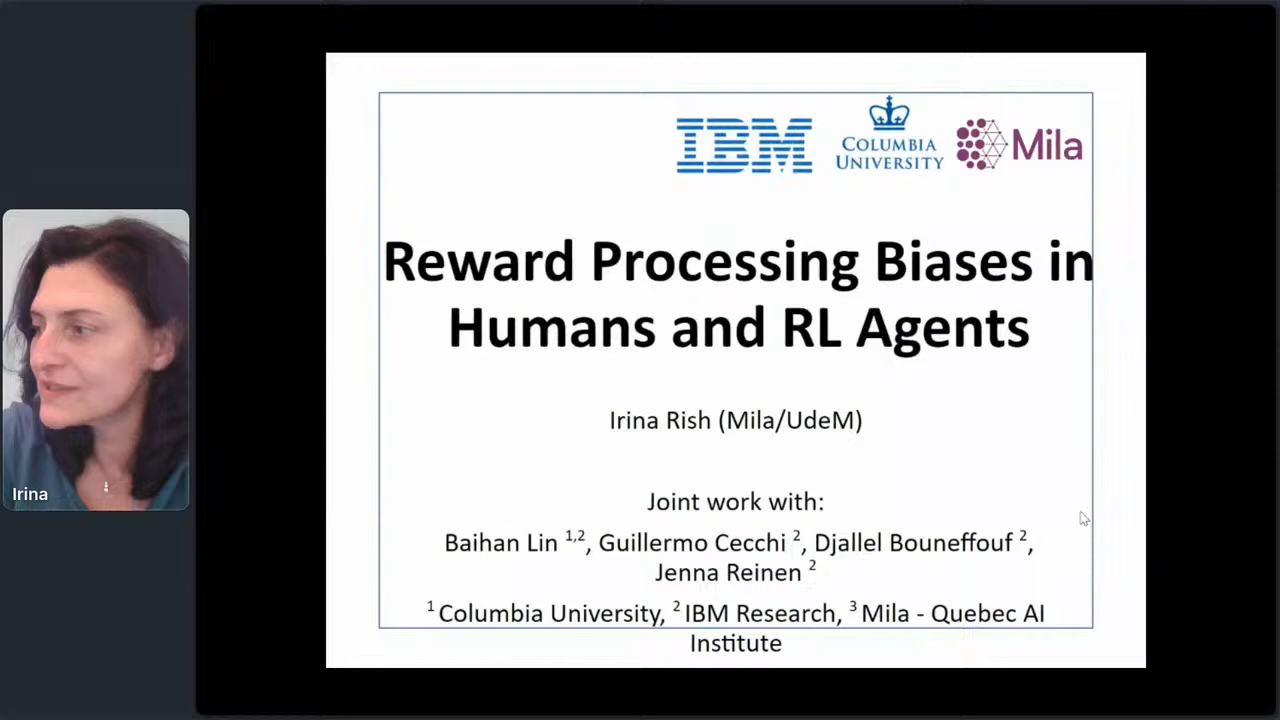 IBM
COLUMBIA
UNIVERSITY
Mila
Reward Processing Biases in
Humans and RL Agents
Irina Rish (Mila/UdeM)
Joint work with:
Baihan Lin 1,2, Guillermo Cecchi 2, Djallel Bouneffouf 2,
Jenna Reinen 2
1 Columbia University, 2 IBM Research, 3 Mila - Quebec AI
Institute
Irina